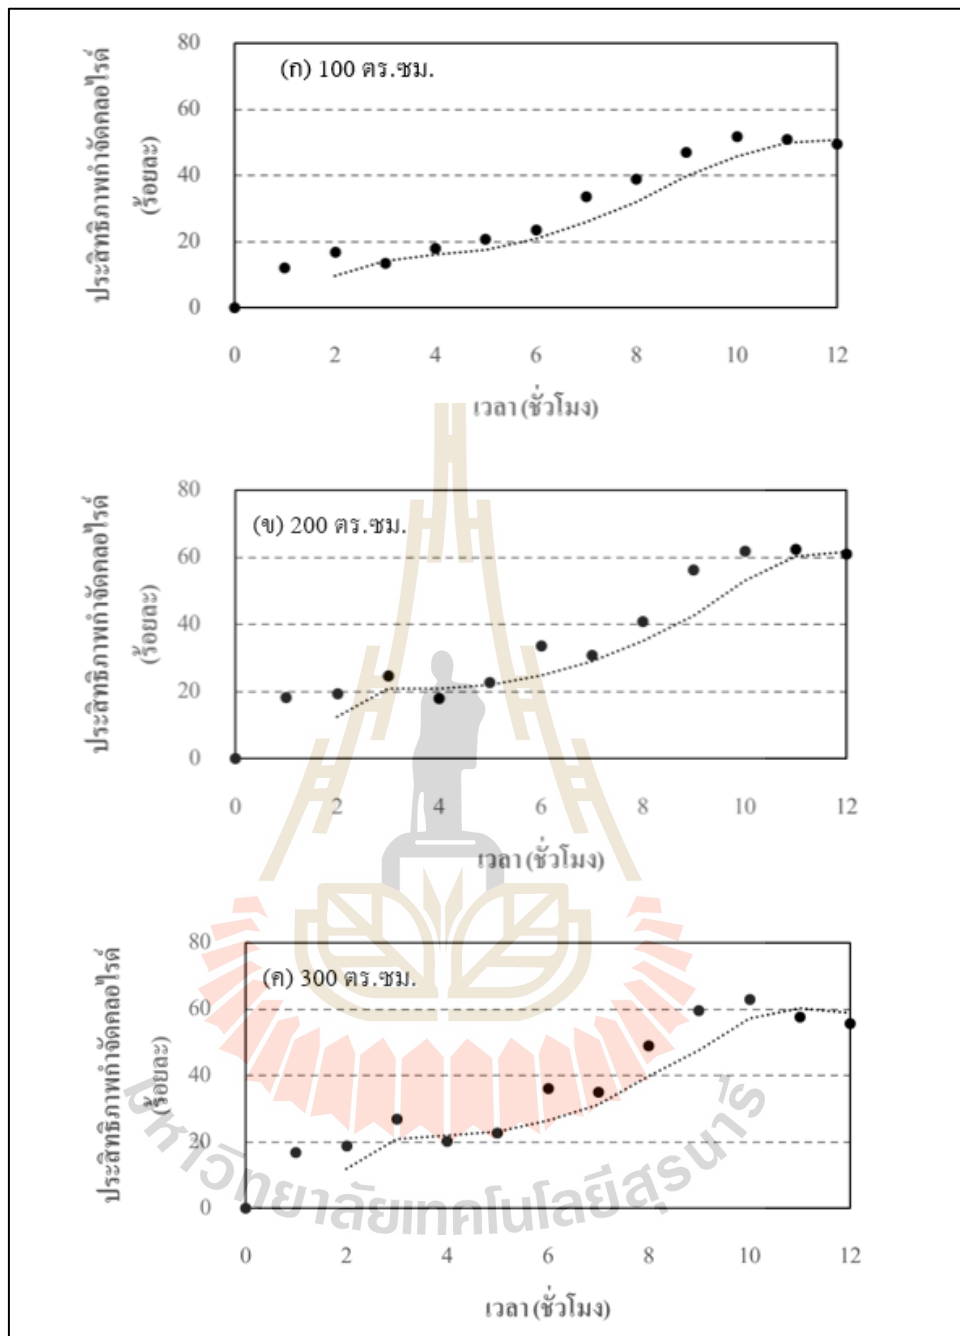 ประสิทธิภาพกำจัดคลอไรด์
(ร้อยละ)
(ก) 100 ตร.ซม.
80
60
40
20
0
0 2 4 6 8 10 12
เวลา (ชั่วโมง)
ประสิทธิภาพกำจัดคลอไรด์
(ร้อยละ)
(ข) 200 ตร.ซม.
80
60
40
20
0
0 2 4 6 8 10 12
เวลา (ชั่วโมง)
ประสิทธิภาพกำจัดคลอไรด์
(ร้อยละ)
(ค) 300 ตร.ซม.
80
60
40
20
0
0 2 4 6 8 10 12
เวลา (ชั่วโมง)
มหาวิทยาลัยเทคโนโลยีสุรนารี